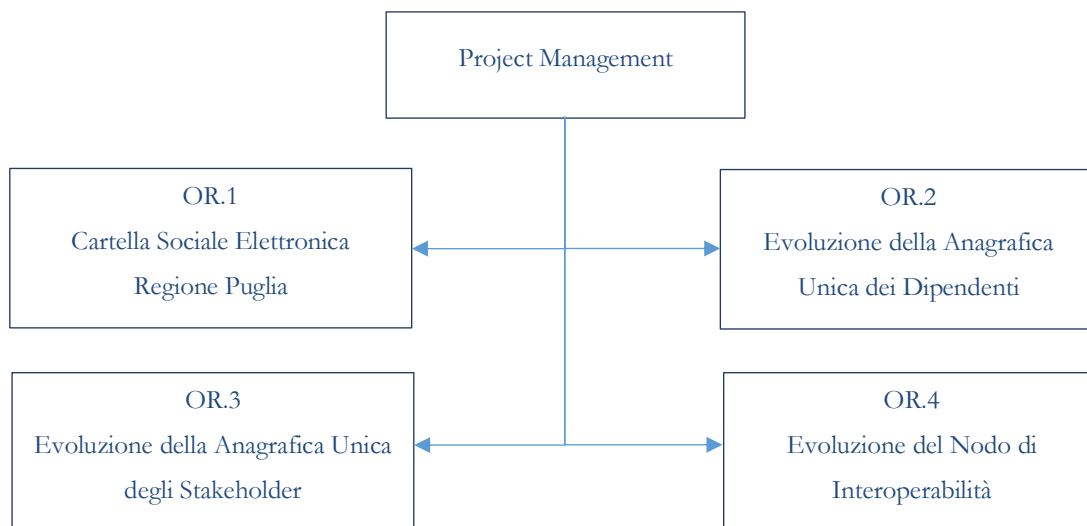 Project Management
OR.1
Cartella Sociale Elettronica
Regione Puglia
OR.2
Evoluzione della Anagrafica
Unica dei Dipendenti
OR.3
Evoluzione della Anagrafica Unica
degli Stakeholder
OR.4
Evoluzione del Nodo di
Interoperabilità